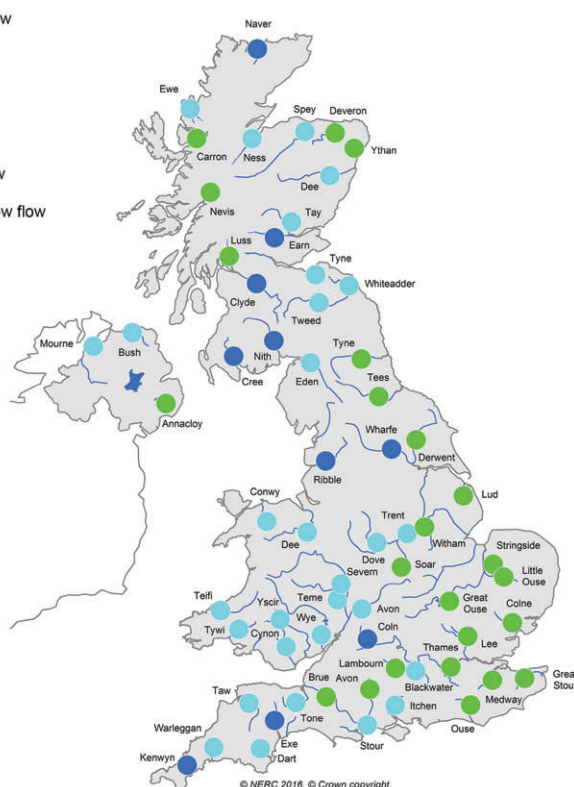 w
w
ow flow
Naver
Ewe
Spey
Deveron
Carron
Ness
Ythan
Dee
Nevis
Tay
Luss
Earn
Tyne
Whiteadder
Clyde
Tweed
Mourne
Bush
Nith
Tyne
Cree
Eden
Tees
Annacloy
Wharfe
Derwent
Ribble
Lud
Conwy
Trent
Stringside
Dee
Witham
Dove
Soar
Little
Ouse
Severn
Teifi
Yscir
Teme
Avon
Great
Ouse
Colne
Tywi
Cynon
Wye
Coln
Lee
Thames
Lambourn
Brue
Avon
Blackwater
Great
Stour
Medway
Taw
Itchen
Tone
Ouse
Warleggan
Exe
Stour
Kenwyn
Dart
© NERC 2016. © Crown copyright.